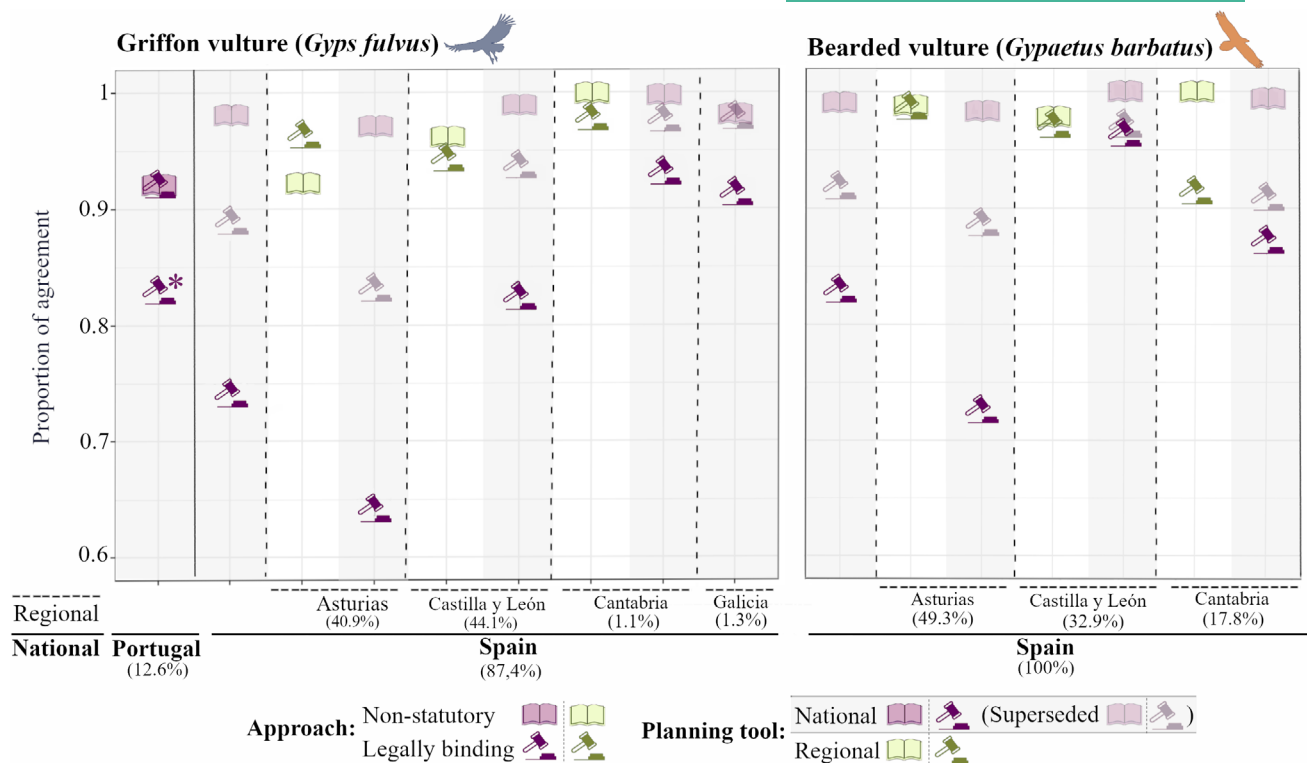 Griffon vulture (Gyps fulvus)
Bearded vulture (Gypaetus barbatus)
Proportion of agreement
1
0.9
0.8
0.7
0.6
*
Regional
Asturias
(40.9%)
Castilla y León
(44.1%)
Cantabria
(1.1%)
Galicia
(1.3%)
Asturias
(49.3%)
Castilla y León
(32.9%)
Cantabria
(17.8%)
National
Portugal
(12.6%)
Spain
(87,4%)
Spain
(100%)
Approach: Non-statutory
Legally binding
Planning tool: National (Superseded )
Regional